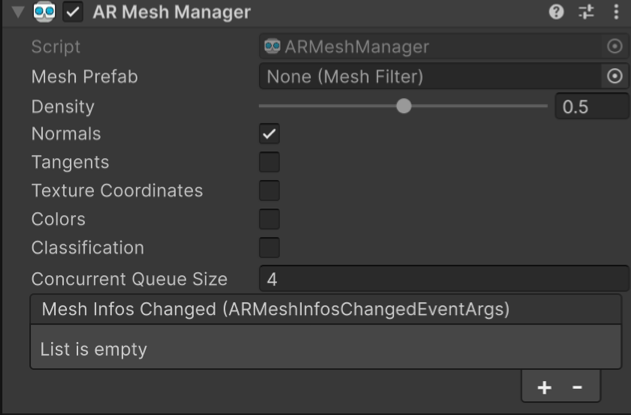 AR Mesh Manager
Script ARMeshManager
Mesh Prefab None (Mesh Filter)
Density 0.5
Normals
Tangents
Texture Coordinates
Colors
Classification
Concurrent Queue Size 4
Mesh Infos Changed (ARMeshInfosChangedEventArgs)
List is empty
+ -